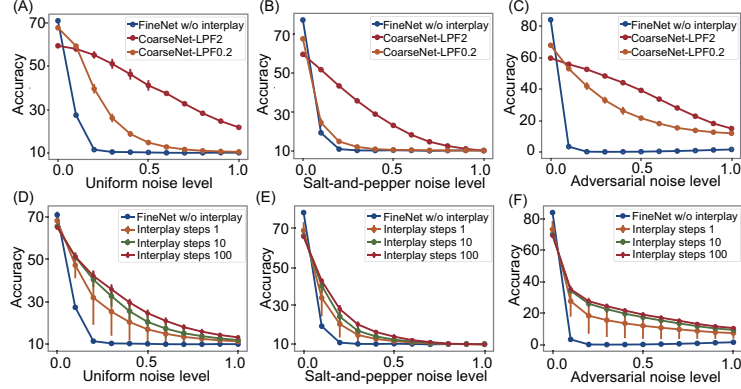 (A)
FineNet w/o interplay
CoarseNet-LPF2
CoarseNet-LPF0.2
Accuracy
70
50
30
10
0.0
0.5
1.0
Uniform noise level
(B)
FineNet w/o interplay
CoarseNet-LPF2
CoarseNet-LPF0.2
Accuracy
70
50
30
10
0.0
0.5
1.0
Salt-and-pepper noise level
(C)
FineNet w/o interplay
CoarseNet-LPF2
CoarseNet-LPF0.2
Accuracy
80
60
40
20
0
0.0
0.5
1.0
Adversarial noise level
(D)
FineNet w/o interplay
Interplay steps 1
Interplay steps 10
Interplay steps 100
Accuracy
70
50
30
10
0.0
0.5
1.0
Uniform noise level
(E)
FineNet w/o interplay
Interplay steps 1
Interplay steps 10
Interplay steps 100
Accuracy
70
50
30
10
0.0
0.5
1.0
Salt-and-pepper noise level
(F)
FineNet w/o interplay
Interplay steps 1
Interplay steps 10
Interplay steps 100
Accuracy
80
60
40
20
0
0.0
0.5
1.0
Adversarial noise level